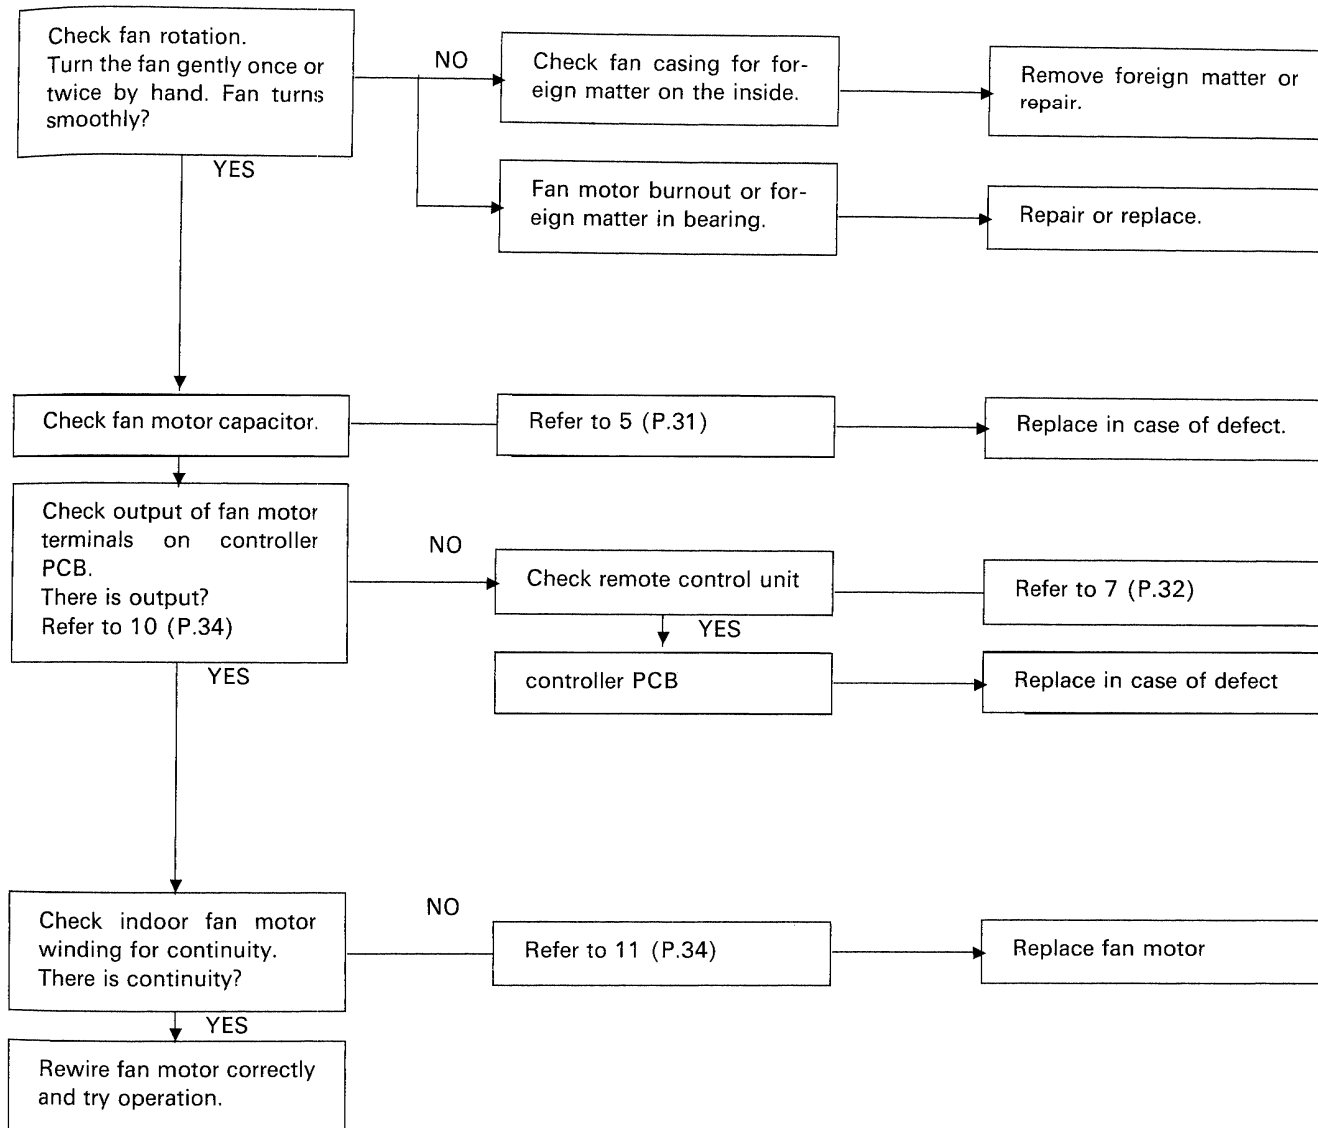 Check fan rotation.
Turn the fan gently once or
twice by hand. Fan turns
smoothly?
NO
Check fan casing for for-
eign matter on the inside.
Remove foreign matter or
repair.
YES
Fan motor burnout or for-
eign matter in bearing.
Repair or replace.
Check fan motor capacitor.
Refer to 5 (P.31)
Replace in case of defect.
Check output of fan motor
terminals on controller
PCB.
There is output?
Refer to 10 (P.34)
NO
Check remote control unit
Refer to 7 (P.32)
YES
YES
controller PCB
Replace in case of defect
Check indoor fan motor
winding for continuity.
There is continuity?
NO
Refer to 11 (P.34)
Replace fan motor
YES
Rewire fan motor correctly
and try operation.